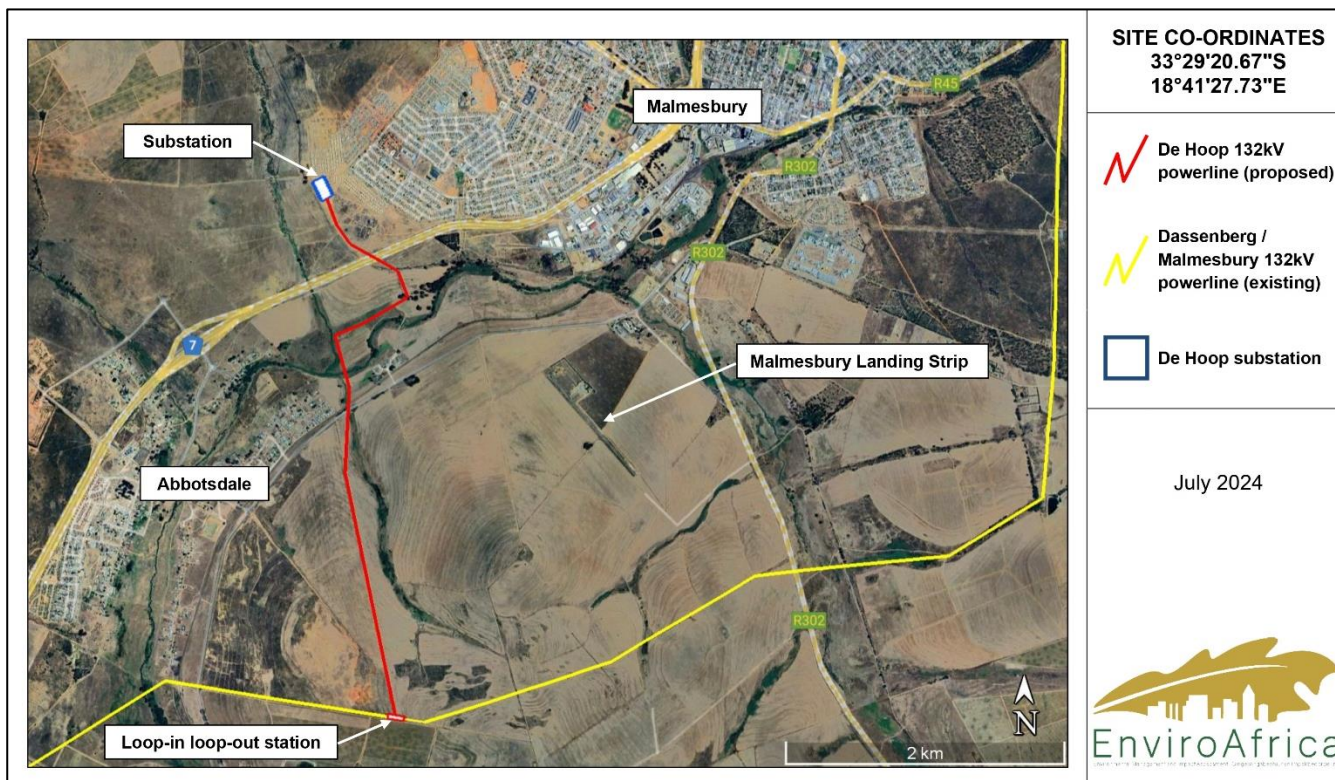 Malmesbury
R45
Substation
R302
R302
7
Malmesbury Landing Strip
Abbotsdale
R302
Loop-in loop-out station
N
2 km
SITE CO-ORDINATES
33°29'20.67"S
18°41'27.73"E
De Hoop 132kV
powerline (proposed)
Dassenberg /
Malmesbury 132kV
powerline (existing)
De Hoop substation
July 2024
EnviroAfrica